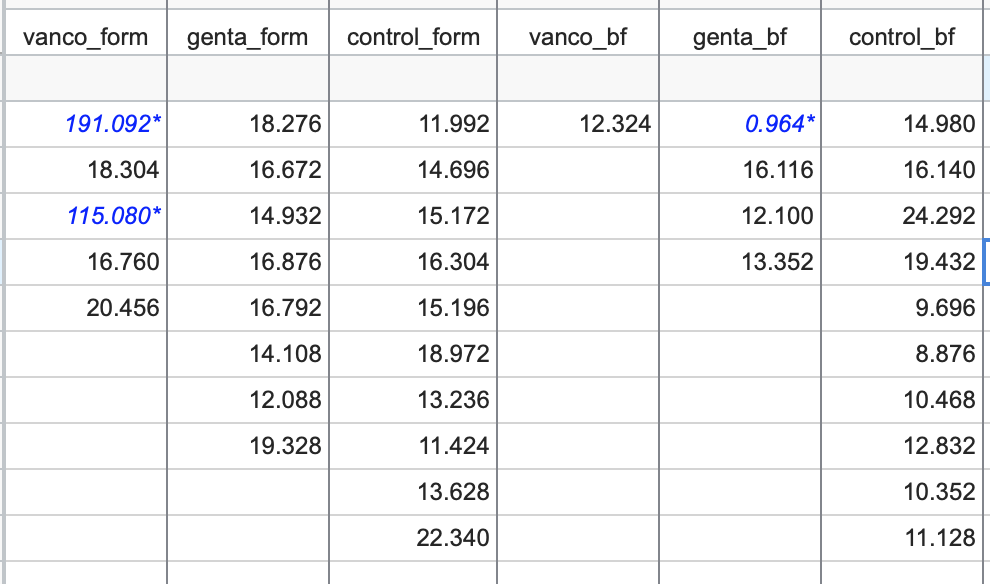 vanco_form genta_form control_form vanco_bf genta_bf control_bf
191.092* 18.276 11.992 12.324 0.964* 14.980
18.304 16.672 14.696 16.116 16.140
115.080* 14.932 15.172 12.100 24.292
16.760 16.876 16.304 13.352 19.432
20.456 16.792 15.196 9.696
14.108 18.972 8.876
12.088 13.236 10.468
19.328 11.424 12.832
13.628 10.352
22.340 11.128